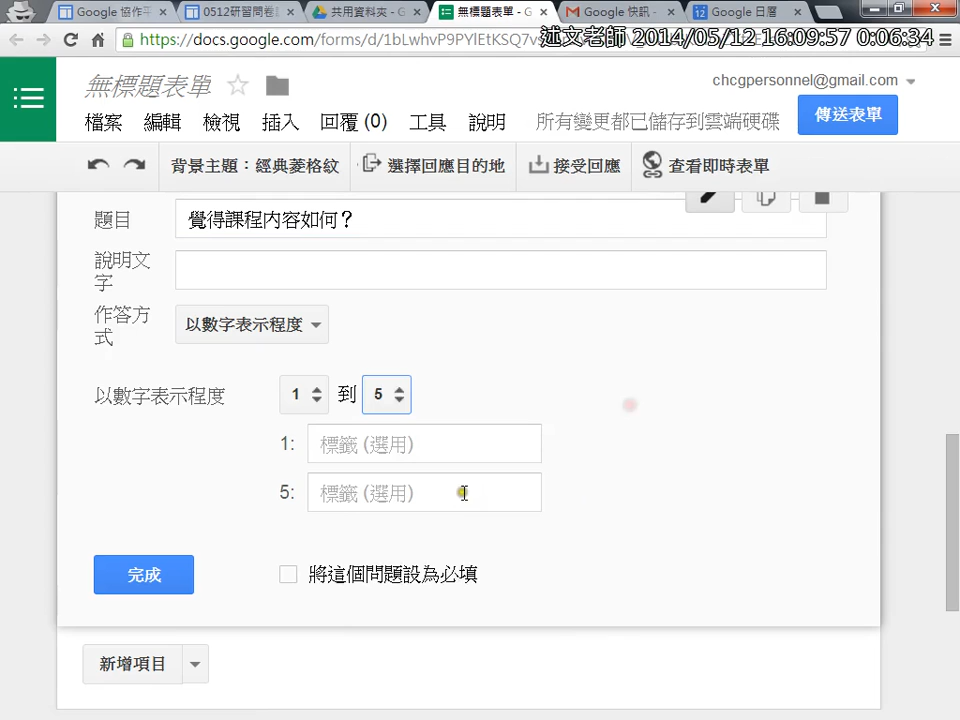 Google 協作平
0512研習問卷
共用資料夾 - G
無標題表單 - G
Google 快訊 -
Google 日曆
https://docs.google.com/forms/d/1bLwhvP9PYlEtKSQ7v
述文老師 2014/05/12 16:09:57 0:06:34
無標題表單
chcgpersonnel@gmail.com
檔案 編輯 檢視 插入 回覆 (0) 工具 說明 所有變更都已儲存到雲端硬碟
傳送表單
背景主題：經典菱格紋 選擇回應目的地 接受回應 查看即時表單
題目 覺得課程內容如何？
說明文字
作答方式 以數字表示程度
以數字表示程度 1 到 5
1: 標籤 (選用)
5: 標籤 (選用)
完成 將這個問題設為必填
新增項目